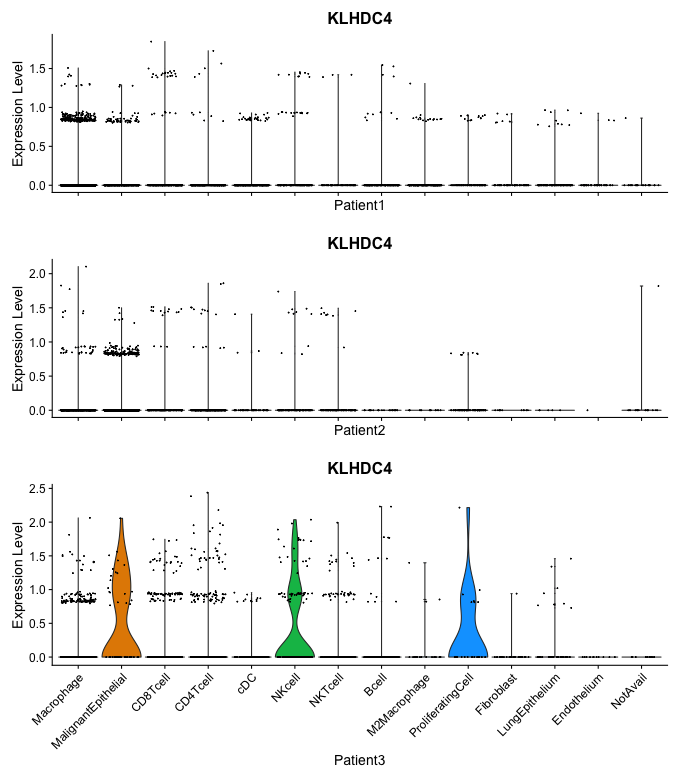 KLHDC4
Expression Level
1.5
1.0
0.5
0.0
Patient1
KLHDC4
Expression Level
2.0
1.5
1.0
0.5
0.0
Patient2
KLHDC4
Expression Level
2.5
2.0
1.5
1.0
0.5
0.0
Macrophage
MalignantEpithelial
CD8Tcell
CD4Tcell
cDC
NKcell
NKTcell
Bcell
M2Macrophage
ProliferatingCell
Fibroblast
LungEpithelium
Endothelium
NotAvail
Patient3